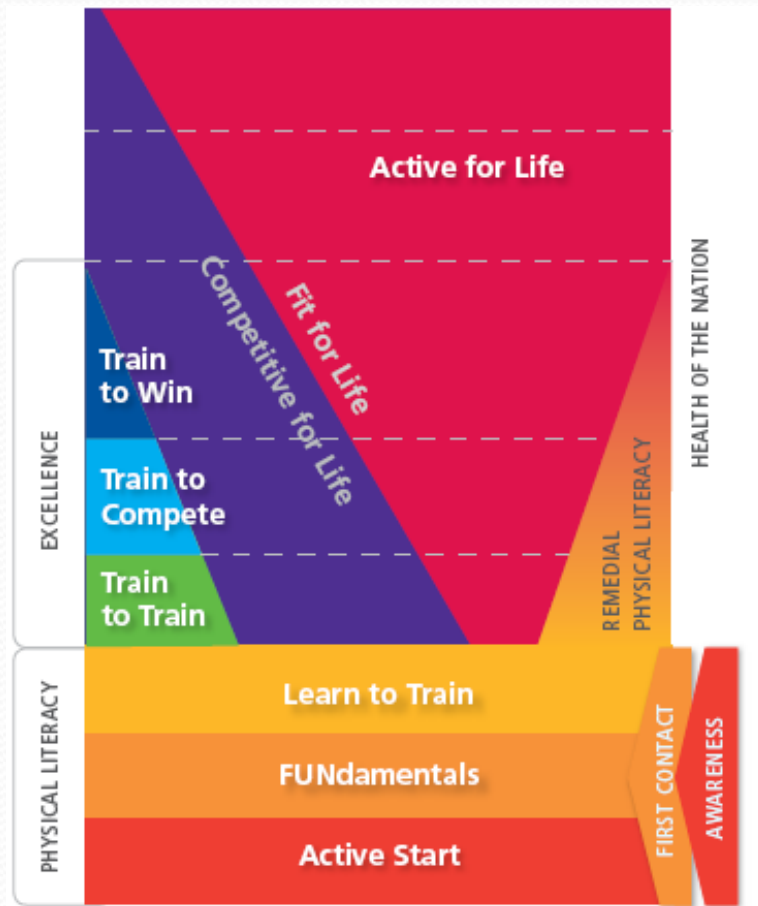 Active for Life
Fit for Life
Competitive for Life
Train
to Win
Train to
Compete
Train
to Train
EXCELLENCE
REMEDIAL
PHYSICAL LITERACY
HEALTH OF THE NATION
Learn to Train
FUNdamentals
Active Start
PHYSICAL LITERACY
FIRST CONTACT
AWARENESS